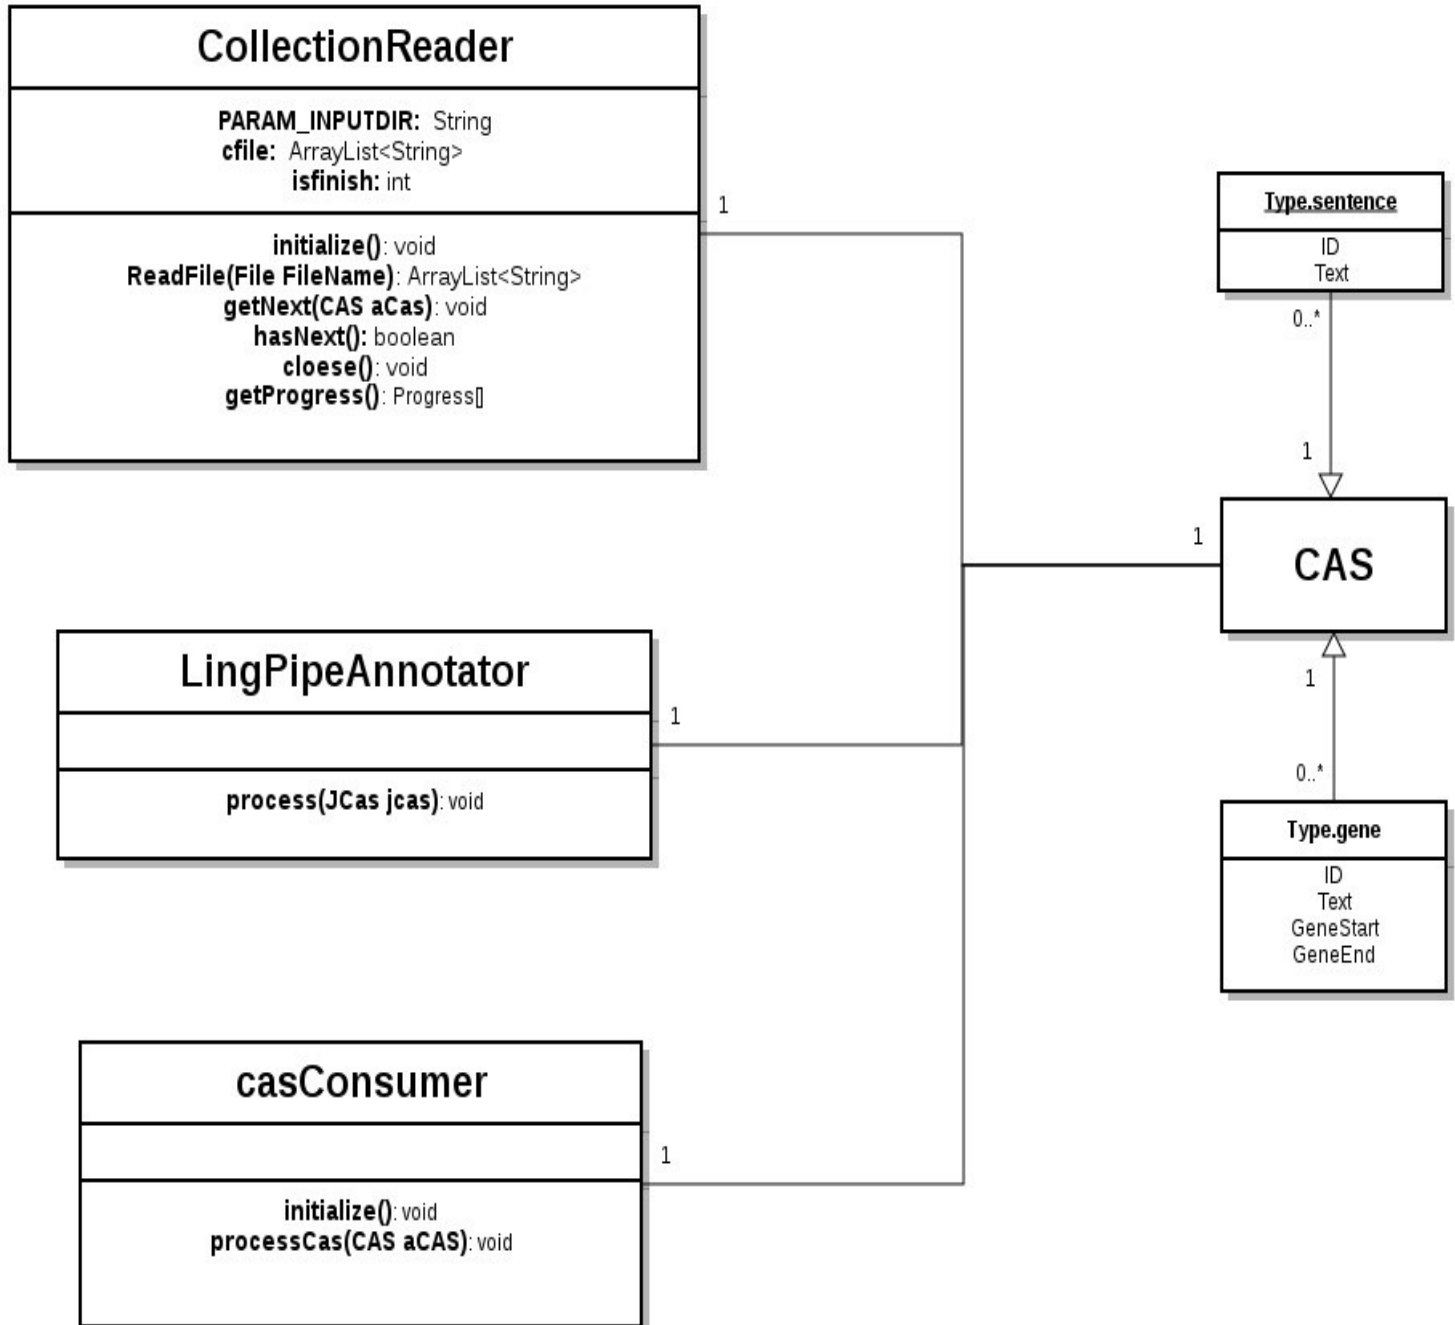 CollectionReader
PARAM_INPUTDIR: String
cfile: ArrayList<String>
isfinish: int
initialize(): void
ReadFile(File FileName): ArrayList<String>
getNext(CAS aCas): void
hasNext(): boolean
cloese(): void
getProgress(): Progress[]
1
Type.sentence
ID
Text
0..*
1
1
CAS
LingPipeAnnotator
process(JCas jcas): void
1
1
0..*
Type.gene
ID
Text
GeneStart
GeneEnd
casConsumer
initialize(): void
processCas(CAS aCAS): void
1